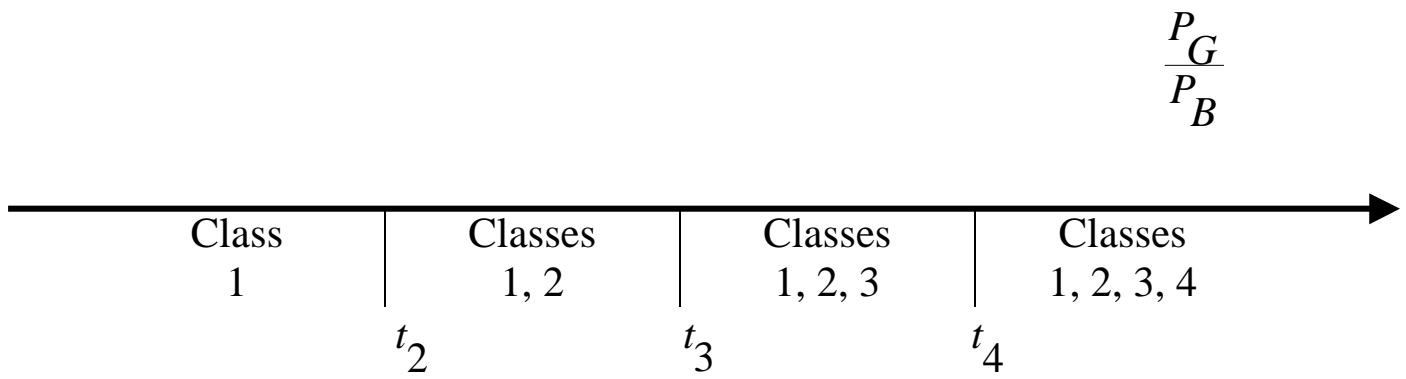 P_G
P_B
Class Classes Classes Classes
1 1, 2 1, 2, 3 1, 2, 3, 4
t_2 t_3 t_4